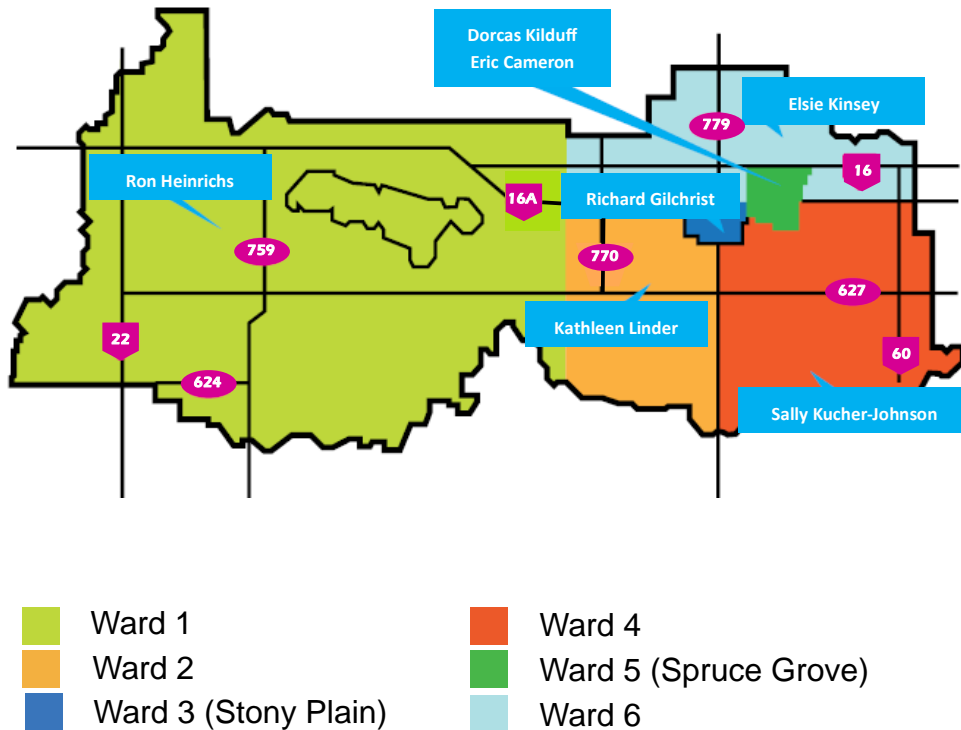 Dorcas Kilduff
Eric Cameron
Elsie Kinsey
779
16
Ron Heinrichs
16A
Richard Gilchrist
759
770
627
22
Kathleen Linder
60
624
Sally Kucher-Johnson
Ward 1
Ward 2
Ward 3 (Stony Plain)
Ward 4
Ward 5 (Spruce Grove)
Ward 6